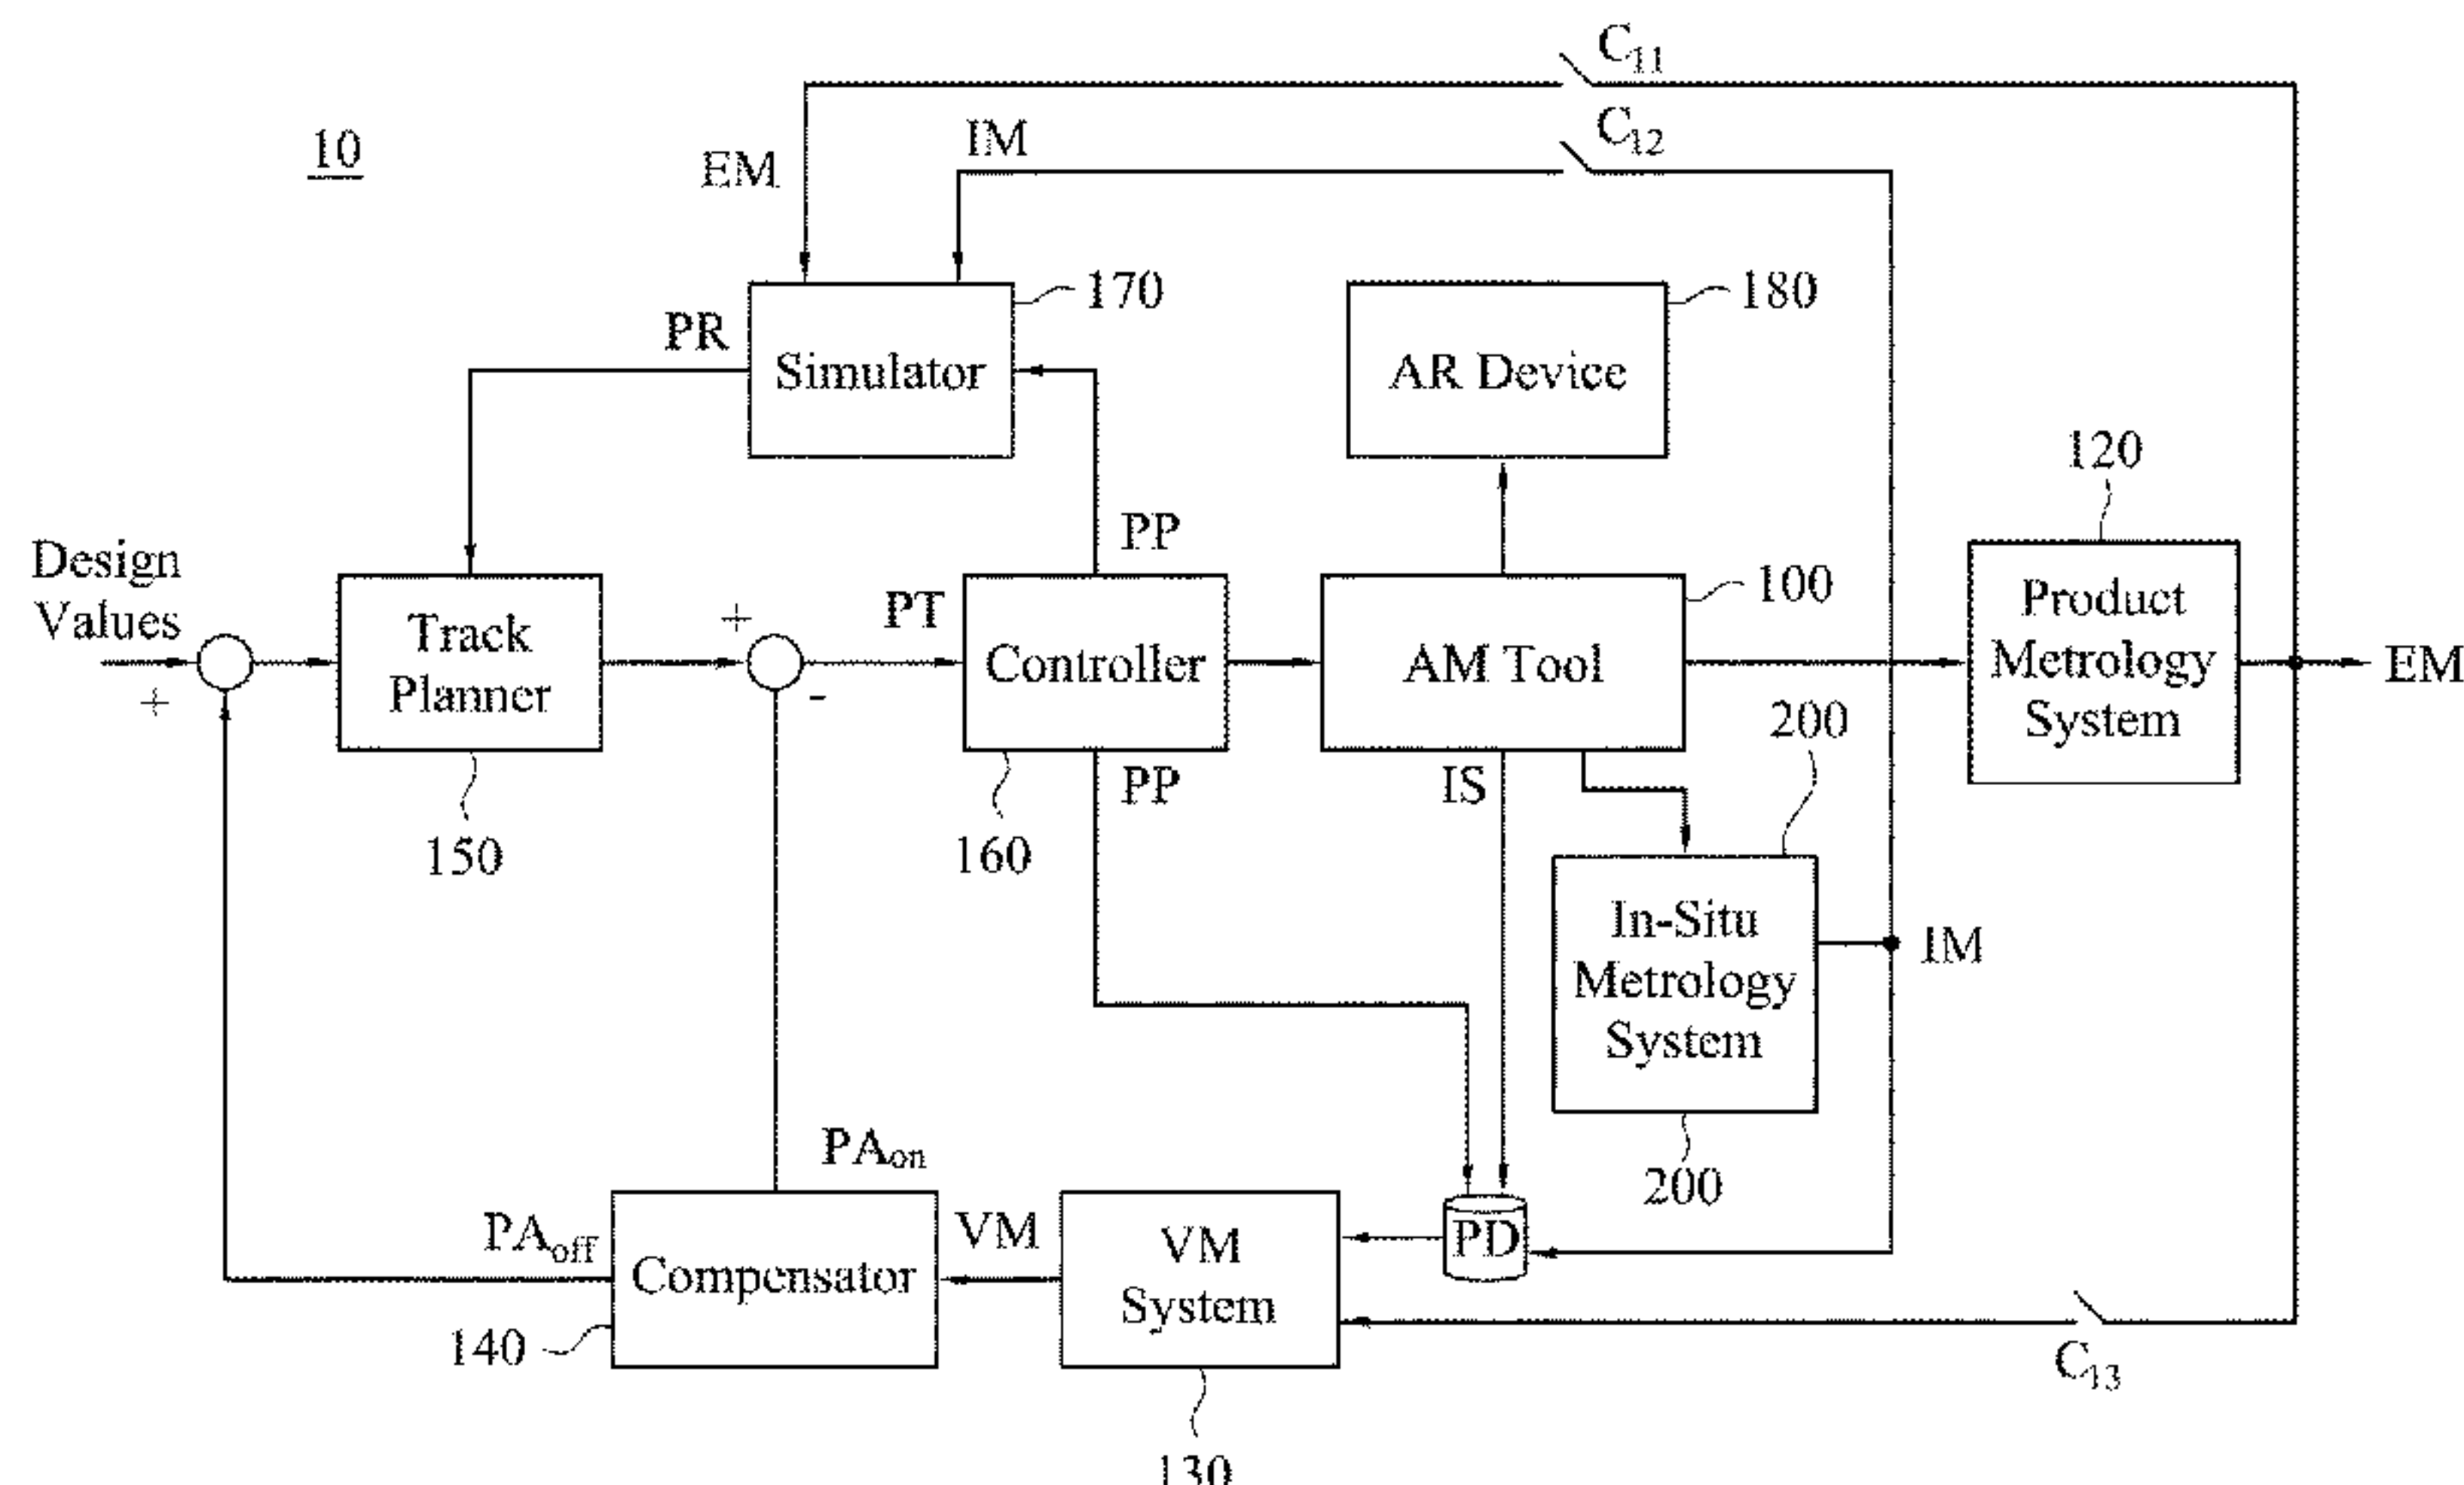 C11
C12
10
IM
EM
170
180
PR
Simulator
AR Device
120
PP
Design
Values
+
Track
Planner
+
-
PT
Controller
AM Tool
100
Product
Metrology
System
EM
150
160
PP
IS
200
In-Situ
Metrology
System
IM
200
PAon
PAoff
Compensator
140
VM
VM
System
PD
C13
130